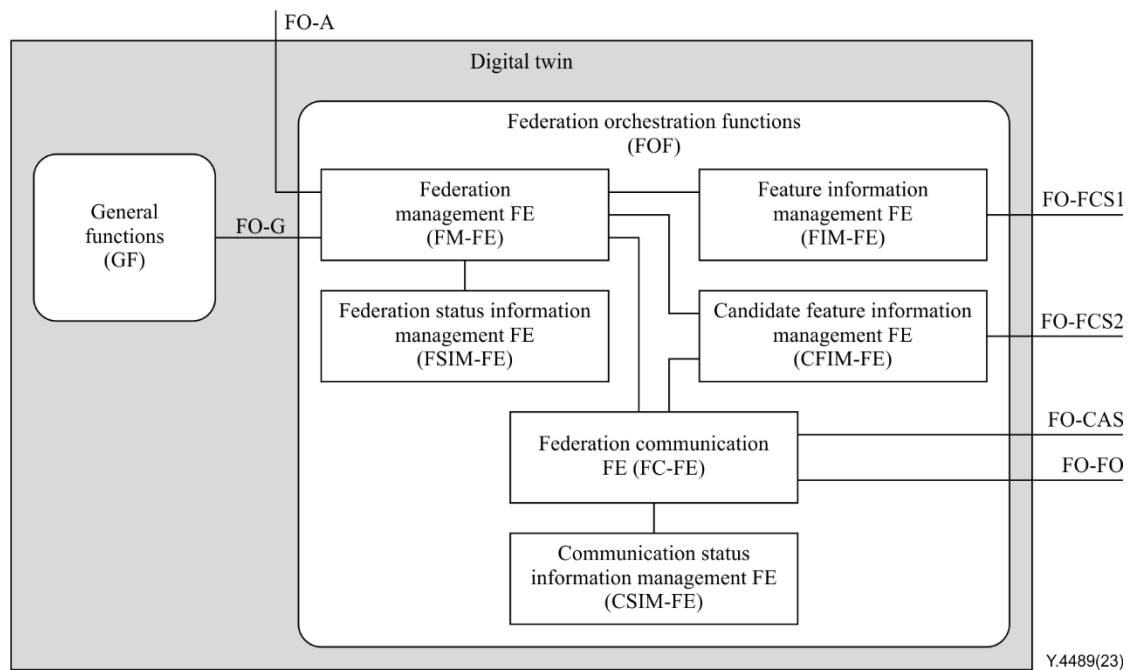 FO-A
Digital twin
Federation orchestration functions
(FOF)
General
functions
(GF)
FO-G
Federation
management FE
(FM-FE)
Feature information
management FE
(FIM-FE)
FO-FCS1
Federation status information
management FE
(FSIM-FE)
Candidate feature information
management FE
(CFIM-FE)
FO-FCS2
Federation communication
FE (FC-FE)
FO-CAS
FO-FO
Communication status
information management FE
(CSIM-FE)
Y.4489(23)